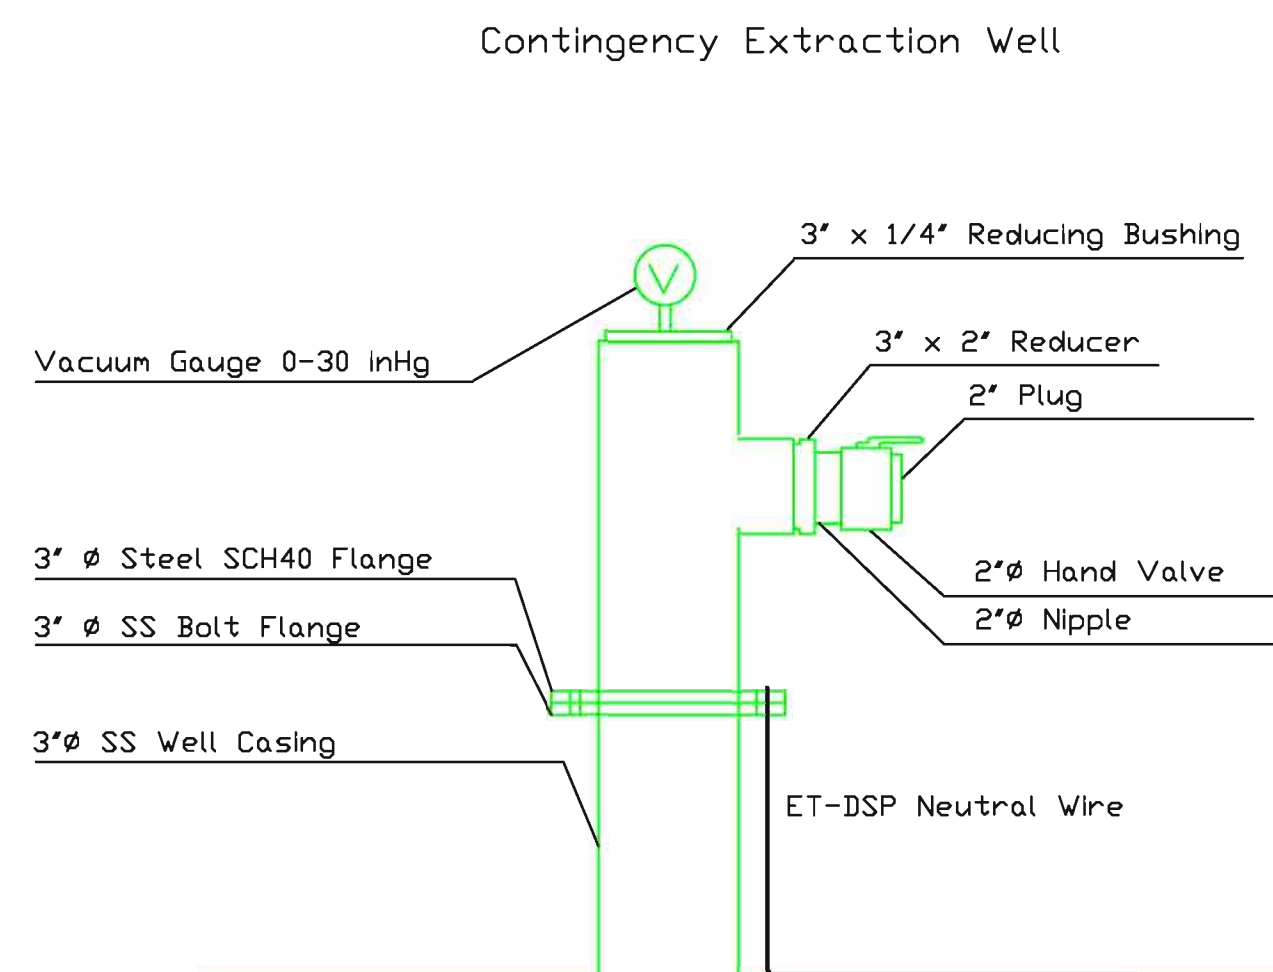 Contingency Extraction Well
3" x 1/4" Reducing Bushing
V
3" x 2" Reducer
Vacuum Gauge 0-30 inHg
2" Plug
3" Ø Steel SCH40 Flange
2"Ø Hand Valve
2"Ø Nipple
3" Ø SS Bolt Flange
3"Ø SS Well Casing
ET-DSP Neutral Wire